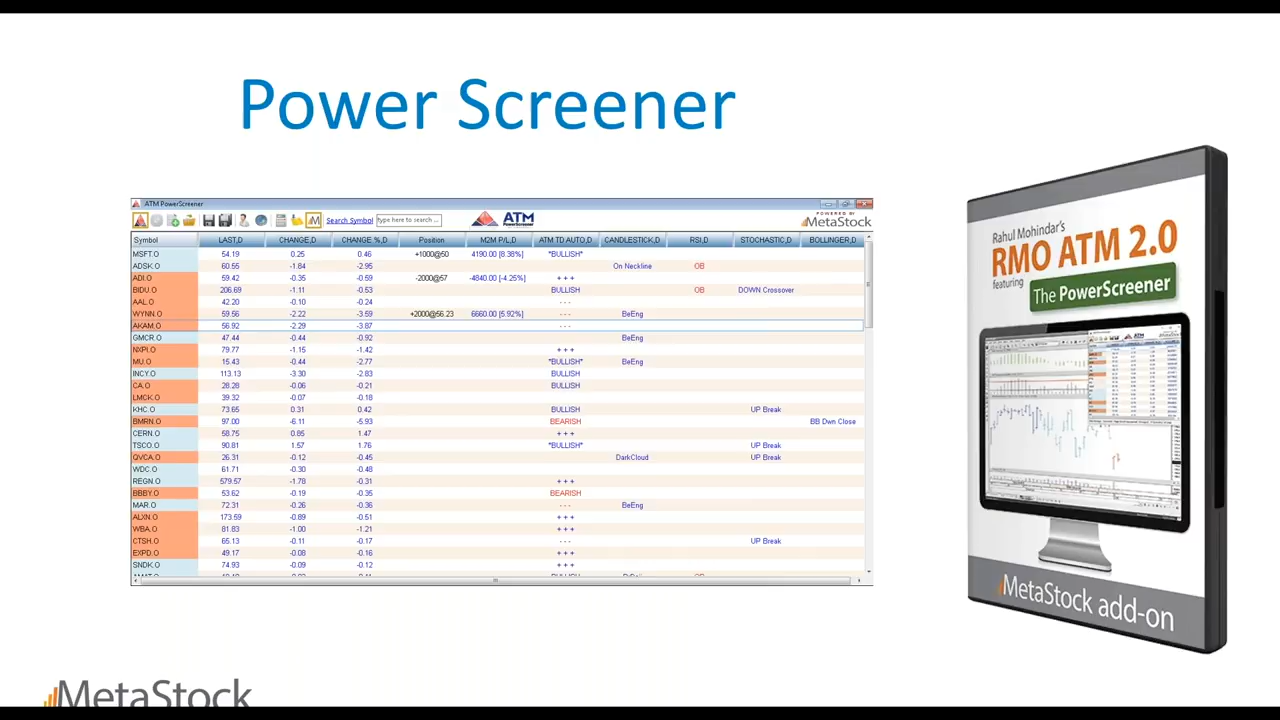 Power Screener
ATM PowerScreener
Search Symbol type here to search ... ATM PowerScreener POWERED BY MetaStock
Symbol LAST,D CHANGE,D CHANGE %,D Position M2M P/L,D ATM TD AUTO,D CANDLESTICK,D RSI,D STOCHASTIC,D BOLLINGER,D
MSFT.O 54.19 0.25 0.46 +1000@50 4190.00 [8.38%] *BULLISH*
ADSK.O 60.55 -1.84 -2.95 On Neckline OB
ADI.O 59.42 -0.35 -0.59 -2000@57 -4840.00 [-4.25%] + + +
BIDU.O 206.69 -1.11 -0.53 BULLISH OB DOWN Crossover
AAL.O 42.20 -0.10 -0.24 - - -
WYNN.O 59.56 -2.22 -3.59 +2000@56.23 6660.00 [5.92%] - - - BeEng
AKAM.O 56.92 -2.29 -3.87 - - -
GMCR.O 47.44 -0.44 -0.92 BeEng
NXPI.O 79.77 -1.15 -1.42 + + +
MU.O 15.43 -0.44 -2.77 *BULLISH* BeEng
INCY.O 113.13 -3.30 -2.83 BULLISH
CA.O 28.28 -0.06 -0.21 BULLISH
LMCK.O 39.32 -0.07 -0.18
KHC.O 73.65 0.31 0.42 BULLISH UP Break
BMRN.O 97.00 -6.11 -5.93 BEARISH BB Dwn Close
CERN.O 58.75 0.85 1.47 + + +
TSCO.O 90.81 1.57 1.76 *BULLISH* UP Break
QVCA.O 26.31 -0.12 -0.45 DarkCloud UP Break
WDC.O 61.71 -0.30 -0.48
REGN.O 579.57 -1.78 -0.31 + + +
BBBY.O 53.62 -0.19 -0.35 BEARISH
MAR.O 72.31 -0.26 -0.36 BeEng
ALXN.O 173.59 -0.89 -0.51 + + +
WBA.O 81.83 -1.00 -1.21 + + +
CTSH.O 65.13 -0.11 -0.17 - - - UP Break
EXPD.O 49.17 -0.08 -0.16 + + +
SNDK.O 74.93 -0.09 -0.12 + + +
Rahul Mohindar's
RMO ATM 2.0
featuring
The PowerScreener
MetaStock add-on
MetaStock